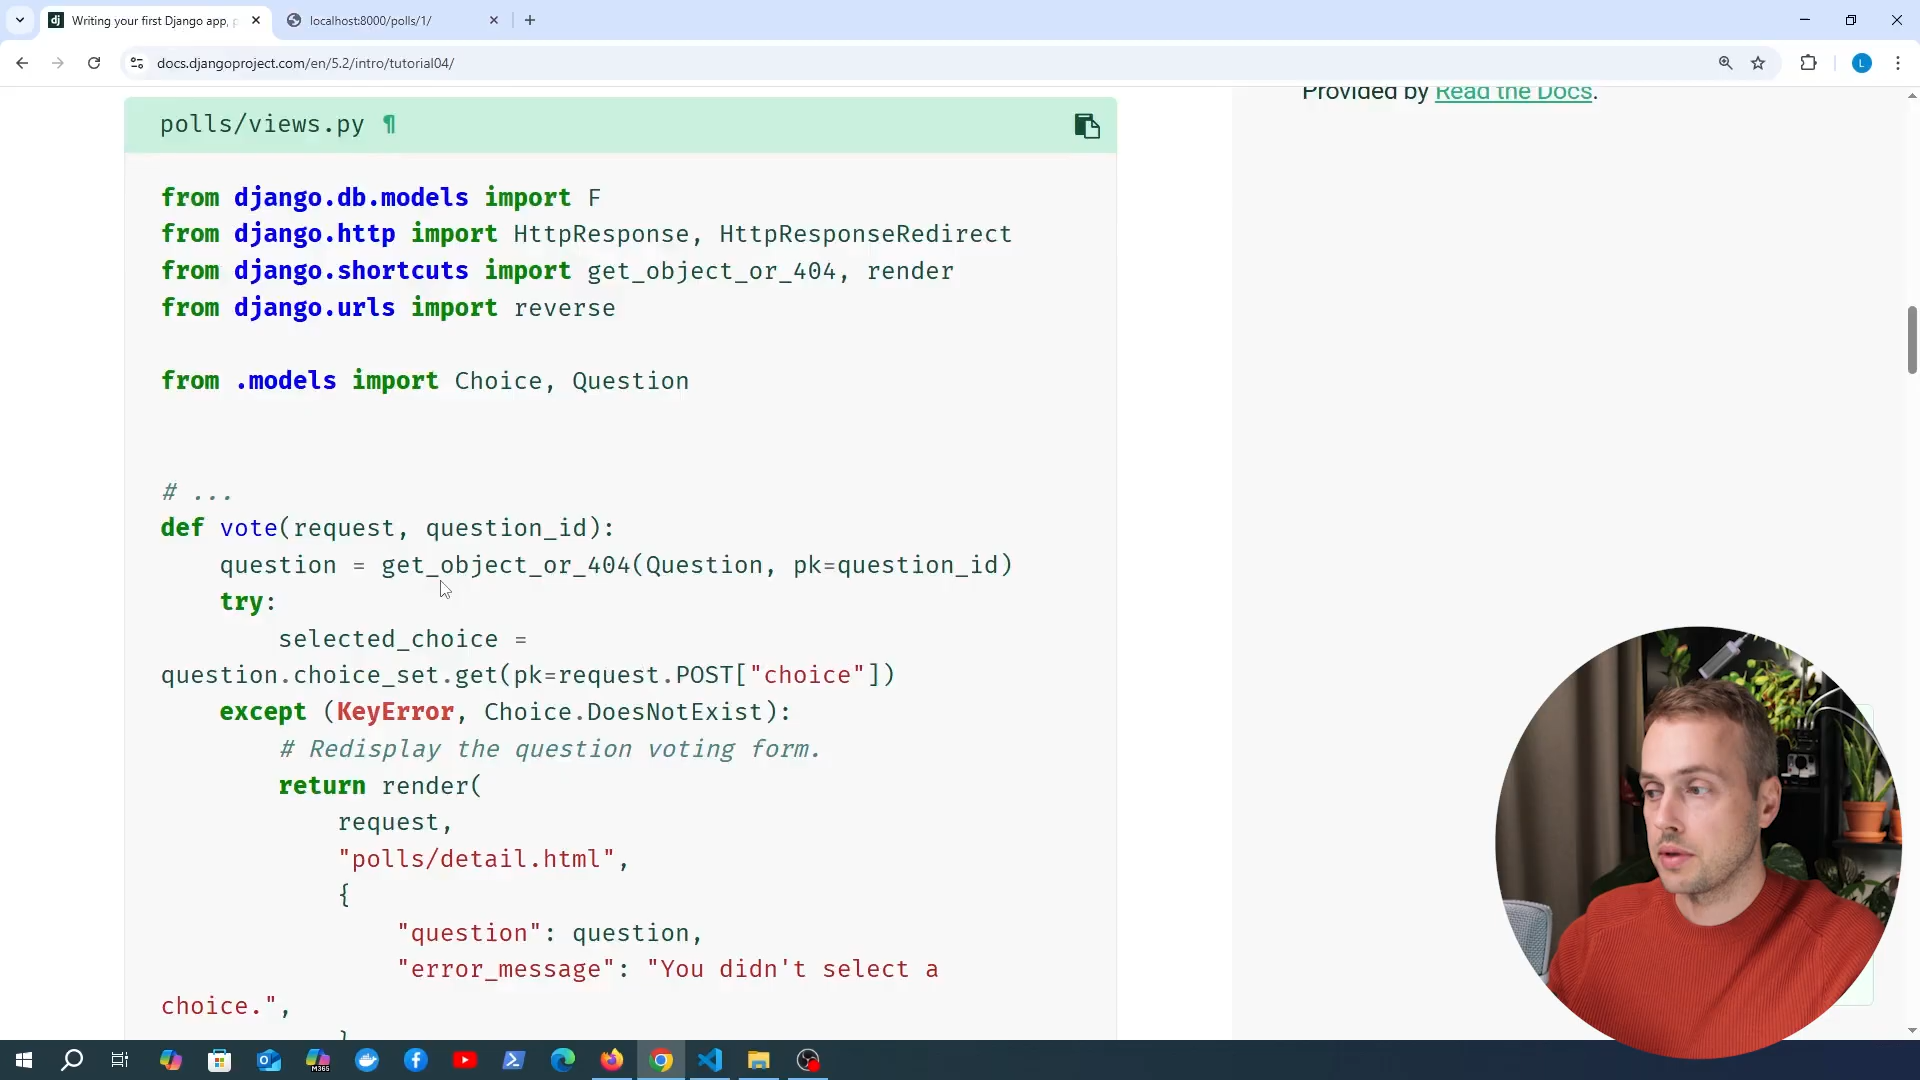 Writing your first Django app, p
localhost:8000/polls/1/
docs.djangoproject.com/en/5.2/intro/tutorial04/
Provided by Read the Docs.
polls/views.py ¶
from django.db.models import F
from django.http import HttpResponse, HttpResponseRedirect
from django.shortcuts import get_object_or_404, render
from django.urls import reverse
from .models import Choice, Question
# ...
def vote(request, question_id):
question = get_object_or_404(Question, pk=question_id)
try:
selected_choice =
question.choice_set.get(pk=request.POST["choice"])
except (KeyError, Choice.DoesNotExist):
# Redisplay the question voting form.
return render(
request,
"polls/detail.html",
{
"question": question,
"error_message": "You didn't select a
choice.",
}